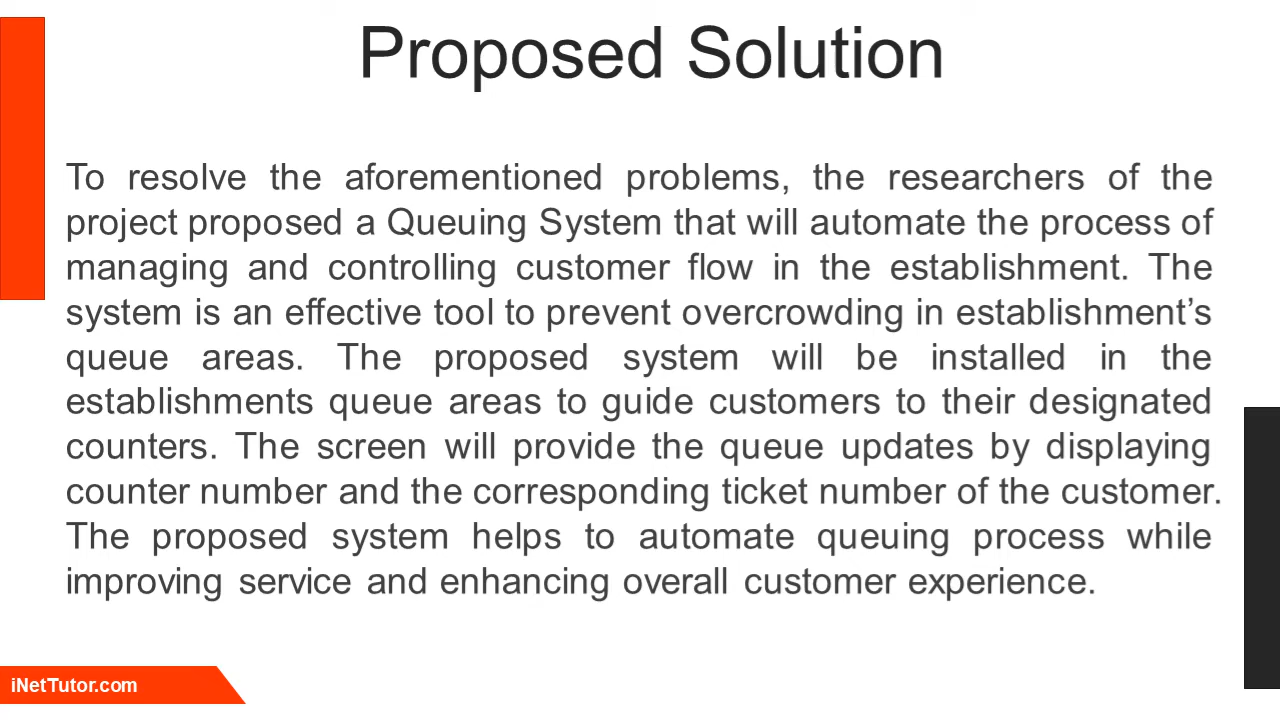 Proposed Solution
To resolve the aforementioned problems, the researchers of the
project proposed a Queuing System that will automate the process of
managing and controlling customer flow in the establishment. The
system is an effective tool to prevent overcrowding in establishment’s
queue areas. The proposed system will be installed in the
establishments queue areas to guide customers to their designated
counters. The screen will provide the queue updates by displaying
counter number and the corresponding ticket number of the customer.
The proposed system helps to automate queuing process while
improving service and enhancing overall customer experience.
iNetTutor.com